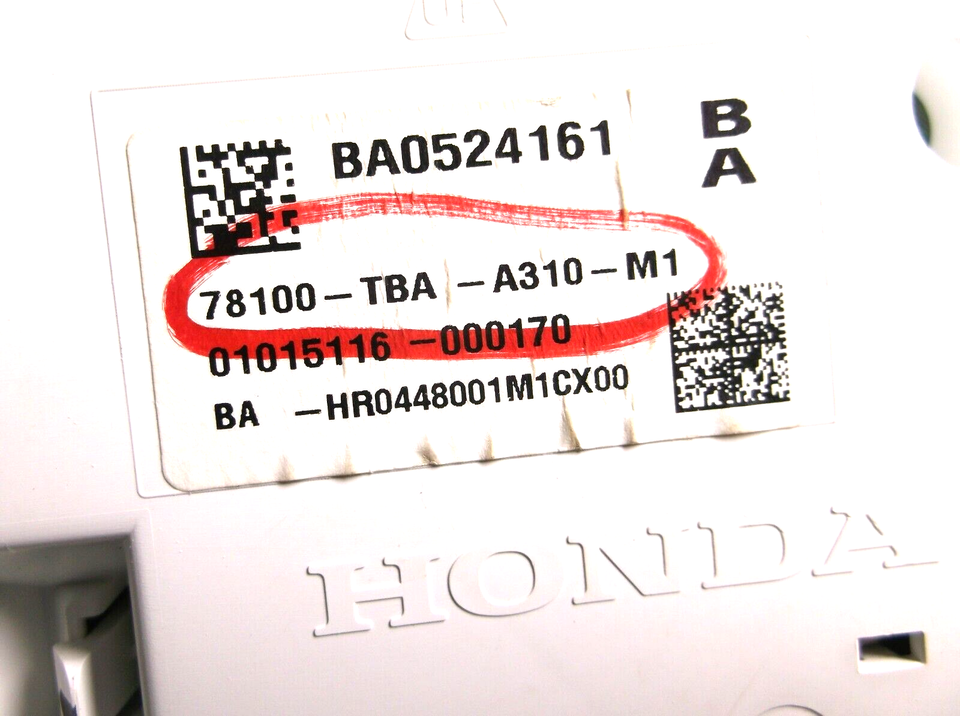 BA0524161
B
A
78100-TBA -A310-M1
01015116 -000170
BA -HR0448001M1CX00
HONDA